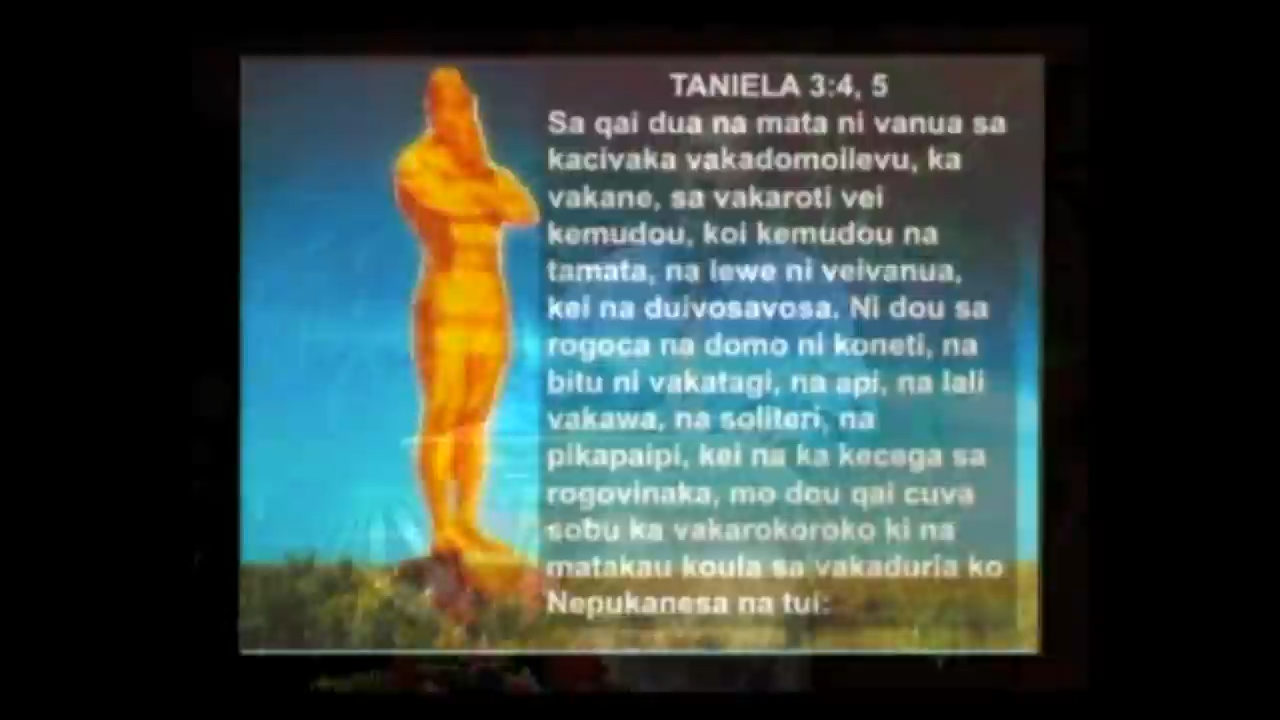 TANIELA 3:4, 5
Sa qai dua na mata ni vanua sa
kacivaka vakadomoilevu, ka
vakane, sa vakaroti vei
kemudou, koi kemudou na
tamata, na lewe ni veivanua,
kei na duivosavosa. Ni dou sa
rogoca na domo ni koneti, na
bitu ni vakatagi, na api, na lali
vakawa, na soliteri, na
pikapaipi, kei na ka kecega sa
rogovinaka, mo dou qai cuva
sobu ka vakarokoroko ki na
matakau koula sa vakaduria ko
Nepukanesa na tui: